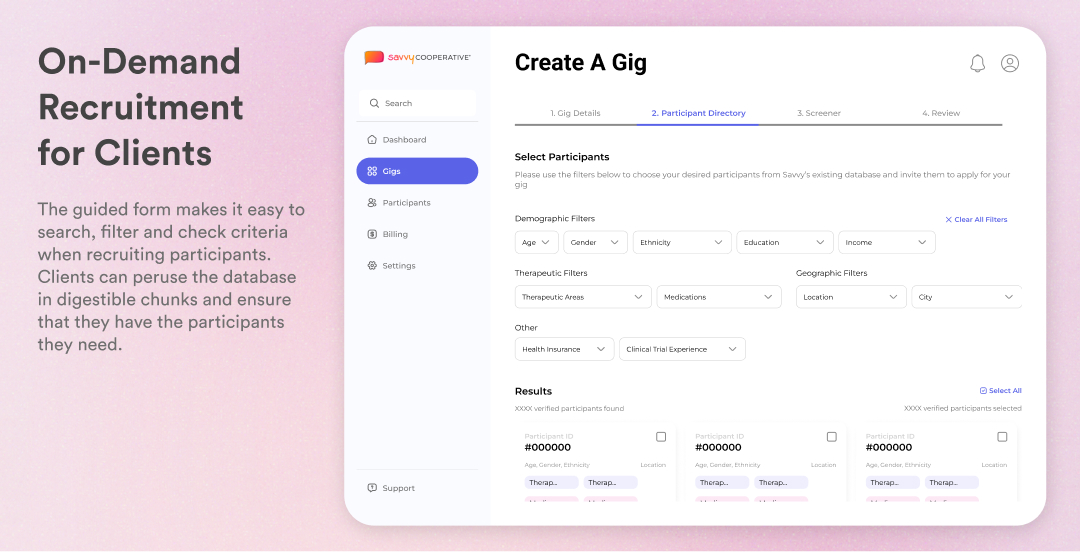 On-Demand
Recruitment
for Clients
The guided form makes it easy to
search, filter and check criteria
when recruiting participants.
Clients can peruse the database
in digestible chunks and ensure
that they have the participants
they need.
savvy COOPERATIVE
Search
Dashboard
Gigs
Participants
Billing
Settings
Support
Create A Gig
1. Gig Details 2. Participant Directory 3. Screener 4. Review
Select Participants
Please use the filters below to choose your desired participants from Savvy's existing database and invite them to apply for your
gig
Demographic Filters Clear All Filters
Age Gender Ethnicity Education Income
Therapeutic Filters Geographic Filters
Therapeutic Areas Medications Location City
Other
Health Insurance Clinical Trial Experience
Results Select All
XXXX verified participants found XXXX verified participants selected
Participant ID Participant ID Participant ID
#000000 #000000 #000000
Age, Gender, Ethnicity Location Age, Gender, Ethnicity Location Age, Gender, Ethnicity Location
Therap... Therap... Therap... Therap... Therap... Therap...